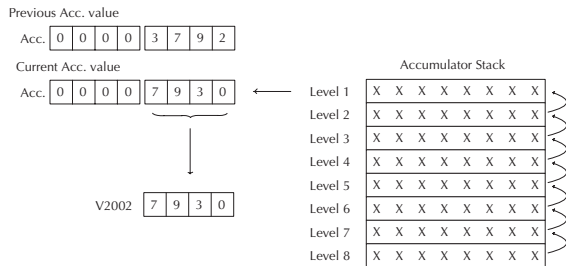 Previous Acc. value
Acc. 0 0 0 0 3 7 9 2
Current Acc. value
Acc. 0 0 0 0 7 9 3 0
V2002 7 9 3 0
Accumulator Stack
Level 1 X X X X X X X X
Level 2 X X X X X X X X
Level 3 X X X X X X X X
Level 4 X X X X X X X X
Level 5 X X X X X X X X
Level 6 X X X X X X X X
Level 7 X X X X X X X X
Level 8 X X X X X X X X